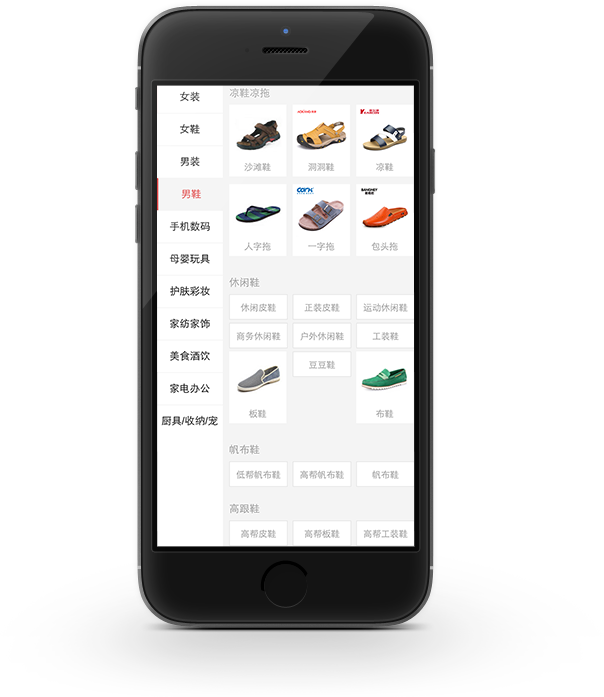 女装
女鞋
男装
男鞋
手机数码
母婴玩具
护肤彩妆
家纺家饰
美食酒饮
家电办公
厨具/收纳/宠
凉鞋凉拖
沙滩鞋 洞洞鞋 凉鞋
人字拖 一字拖 包头拖
休闲鞋
休闲皮鞋 正装皮鞋 运动休闲鞋
商务休闲鞋 户外休闲鞋 工装鞋
豆豆鞋
板鞋 布鞋
帆布鞋
低帮帆布鞋 高帮帆布鞋 帆布鞋
高跟鞋
高帮皮鞋 高帮板鞋 高帮工装鞋